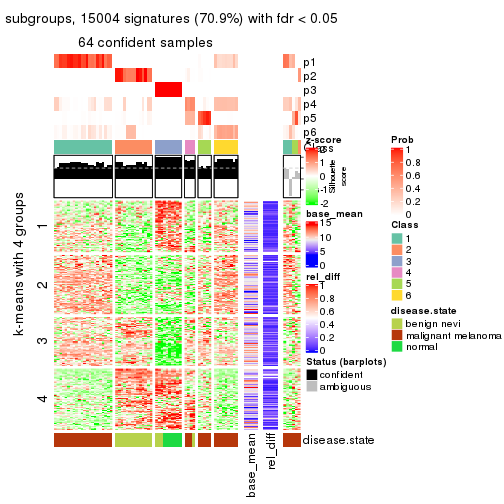 subgroups, 15004 signatures (70.9%) with fdr < 0.05
64 confident samples
p1
p2
p3
p4
p5
p6
Class
Silhouette
score
k-means with 4 groups
1
2
3
4
z-score
2
1
0
-1
-2
base_mean
15
10
5
0
rel_diff
1
0.8
0.6
0.4
0.2
0
Status (barplots)
confident
ambiguous
Prob
1
0.8
0.6
0.4
0.2
0
Class
1
2
3
4
5
6
disease.state
benign nevi
malignant melanoma
normal
disease.state
base_mean
rel_diff